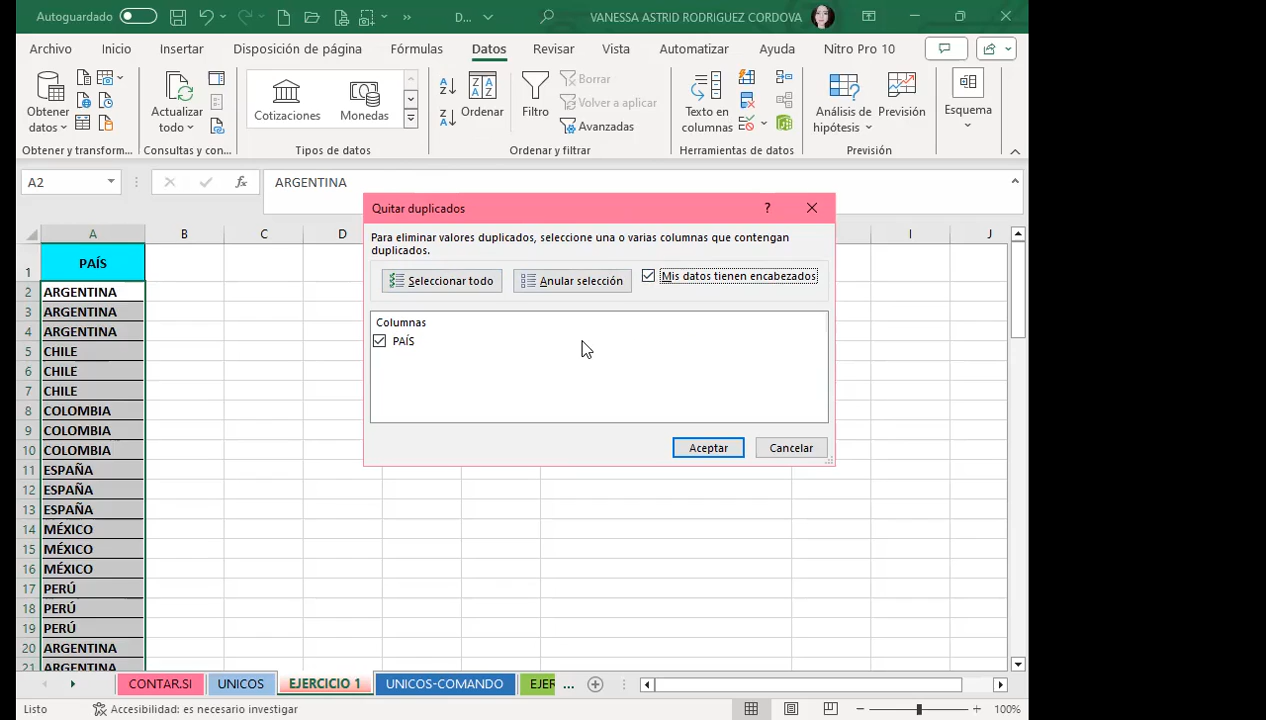 Autoguardado
D...
VANESSA ASTRID RODRIGUEZ CORDOVA
Archivo Inicio Insertar Disposición de página Fórmulas Datos Revisar Vista Automatizar Ayuda Nitro Pro 10
Obtener datos
Actualizar todo
Cotizaciones
Monedas
Ordenar
Filtro
Borrar
Volver a aplicar
Avanzadas
Texto en columnas
Análisis de hipótesis
Previsión
Esquema
Obtener y transform...
Consultas y con...
Tipos de datos
Ordenar y filtrar
Herramientas de datos
Previsión
A2
fx
ARGENTINA
Quitar duplicados
?
Para eliminar valores duplicados, seleccione una o varias columnas que contengan
duplicados.
Seleccionar todo
Anular selección
Mis datos tienen encabezados
Columnas
PAÍS
Aceptar
Cancelar
A B C D I J
1 PAÍS
2 ARGENTINA
3 ARGENTINA
4 ARGENTINA
5 CHILE
6 CHILE
7 CHILE
8 COLOMBIA
9 COLOMBIA
10 COLOMBIA
11 ESPAÑA
12 ESPAÑA
13 ESPAÑA
14 MÉXICO
15 MÉXICO
16 MÉXICO
17 PERÚ
18 PERÚ
19 PERÚ
20 ARGENTINA
21 ARGENTINA
CONTAR.SI UNICOS EJERCICIO 1 UNICOS-COMANDO EJER ...
Listo
Accesibilidad: es necesario investigar
100%